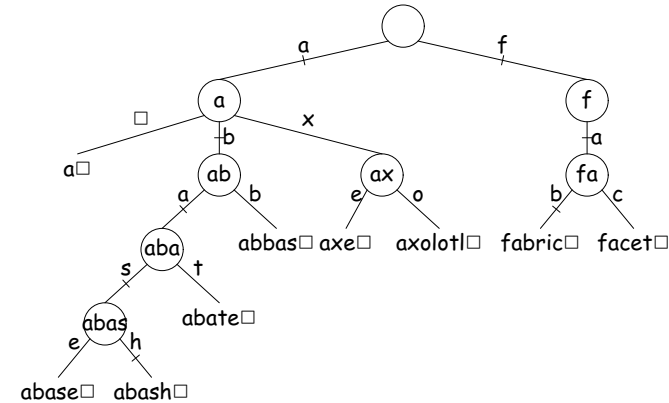 a f
a f
□ b x a
a□ ab ax fa
a b e o b c
aba abbas□ axe□ axolotl□ fabric□ facet□
s t
abas abate□
e h
abase□ abash□